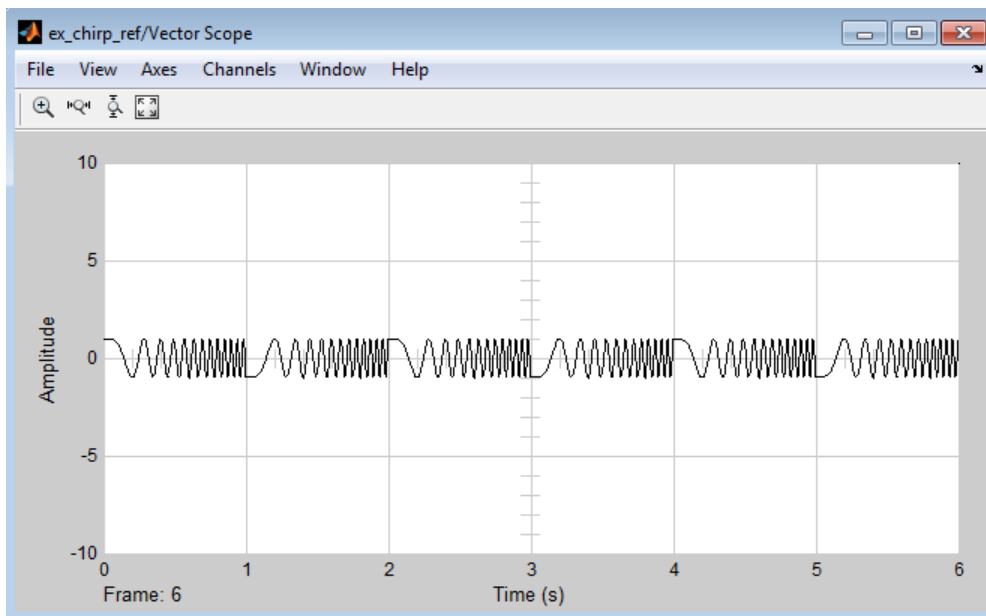 ex_chirp_ref/Vector Scope
File View Axes Channels Window Help
10
5
0
-5
-10
Amplitude
0 1 2 3 4 5 6
Frame: 6 Time (s)